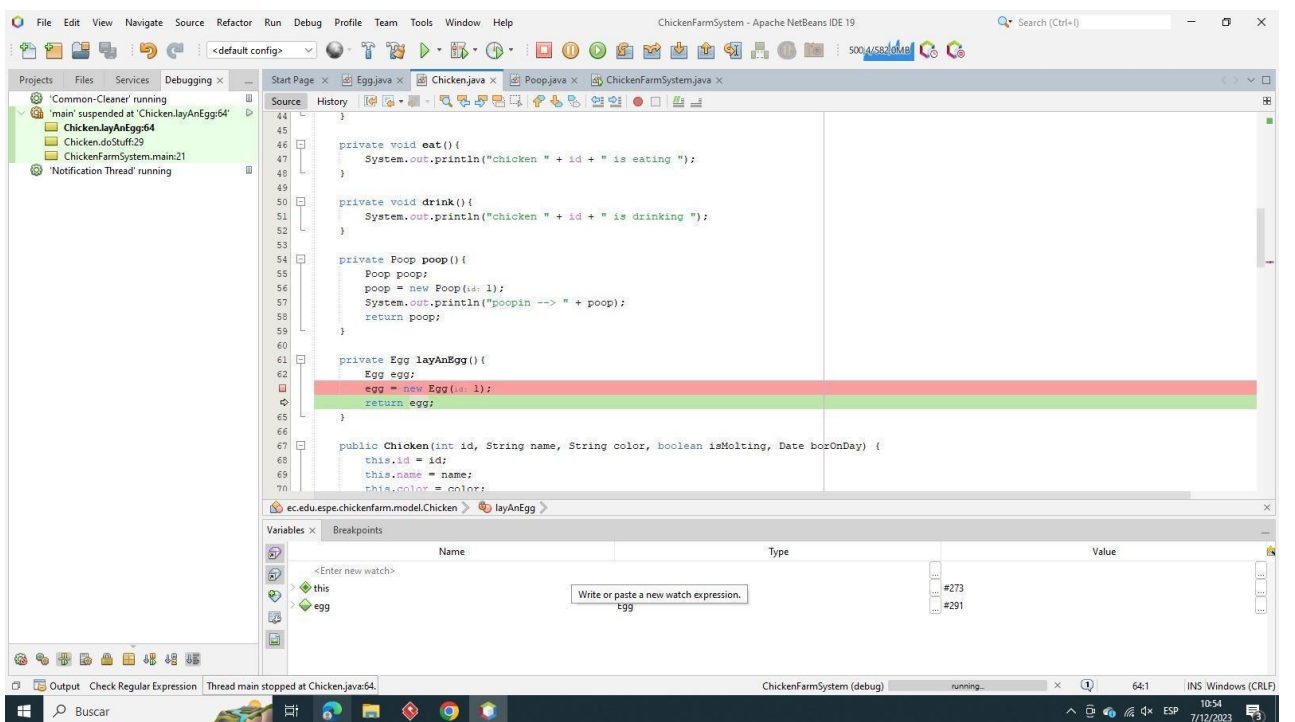 File Edit View Navigate Source Refactor Run Debug Profile Team Tools Window Help ChickenFarmSystem - Apache NetBeans IDE 19 Search (Ctrl+I)
<default config> 500.4/582.0MB
Projects Files Services Debugging × Start Page × Egg.java × Chicken.java × Poop.java × ChickenFarmSystem.java ×
'Common-Cleaner' running
'main' suspended at 'Chicken.layAnEgg:64'
Chicken.layAnEgg:64
Chicken.doStuff:29
ChickenFarmSystem.main:21
'Notification Thread' running
Source History
44 }
45
46 private void eat(){
47 System.out.println("chicken " + id + " is eating ");
48 }
49
50 private void drink(){
51 System.out.println("chicken " + id + " is drinking ");
52 }
53
54 private Poop poop(){
55 Poop poop;
56 poop = new Poop(id: 1);
57 System.out.println("poopin --> " + poop);
58 return poop;
59 }
60
61 private Egg layAnEgg(){
62 Egg egg;
egg = new Egg(id: 1);
return egg;
65 }
66
67 public Chicken(int id, String name, String color, boolean isMolting, Date borOnDay) {
68 this.id = id;
69 this.name = name;
70 this.color = color;
ec.edu.espe.chickenfarm.model.Chicken layAnEgg
Variables × Breakpoints
Name Type Value
<Enter new watch>
this #273
Write or paste a new watch expression.
egg Egg #291
Output Check Regular Expression Thread main stopped at Chicken.java:64. ChickenFarmSystem (debug) running... 1 64:1 INS Windows (CRLF)
Buscar ESP 10:54
7/12/2023 3